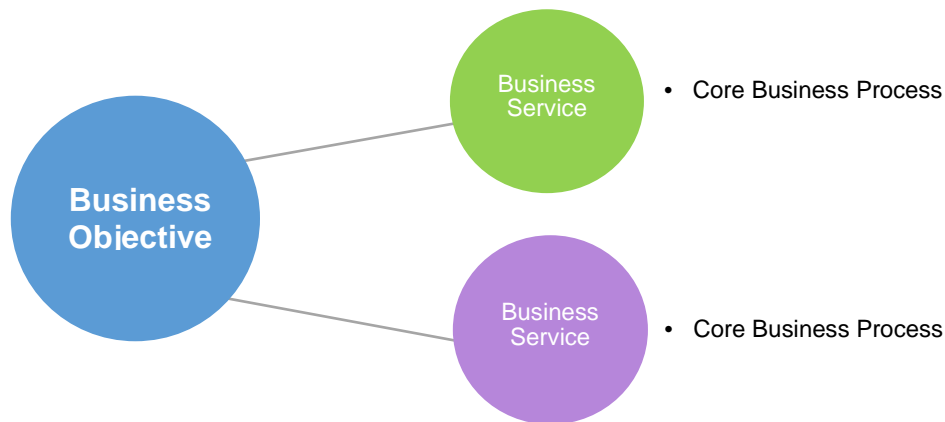 Business
Service
• Core Business Process
Business
Objective
Business
Service
• Core Business Process